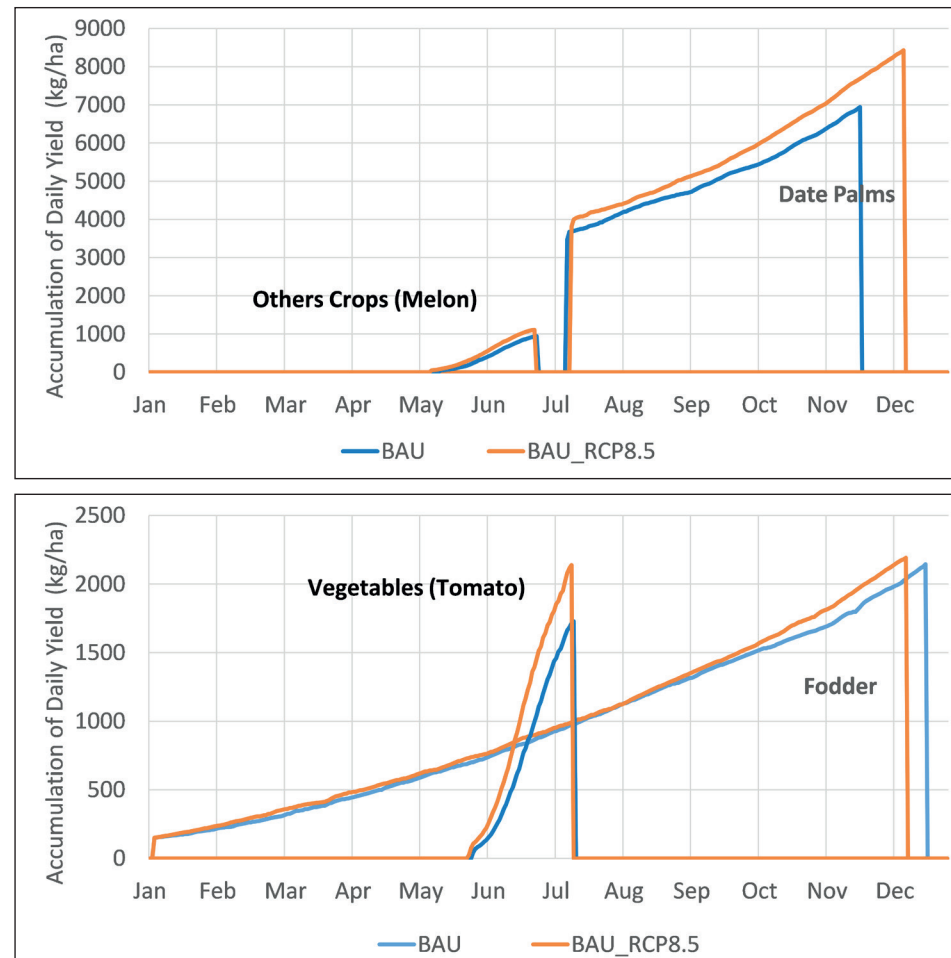 Accumulation of Daily Yield (kg/ha)
9000
8000
7000
6000
5000
4000
3000
2000
1000
0
Date Palms
Others Crops (Melon)
Jan Feb Mar Apr May Jun Jul Aug Sep Oct Nov Dec
BAU BAU_RCP8.5
Accumulation of Daily Yield (kg/ha)
2500
2000
1500
1000
500
0
Vegetables (Tomato)
Fodder
Jan Feb Mar Apr May Jun Jul Aug Sep Oct Nov Dec
BAU BAU_RCP8.5